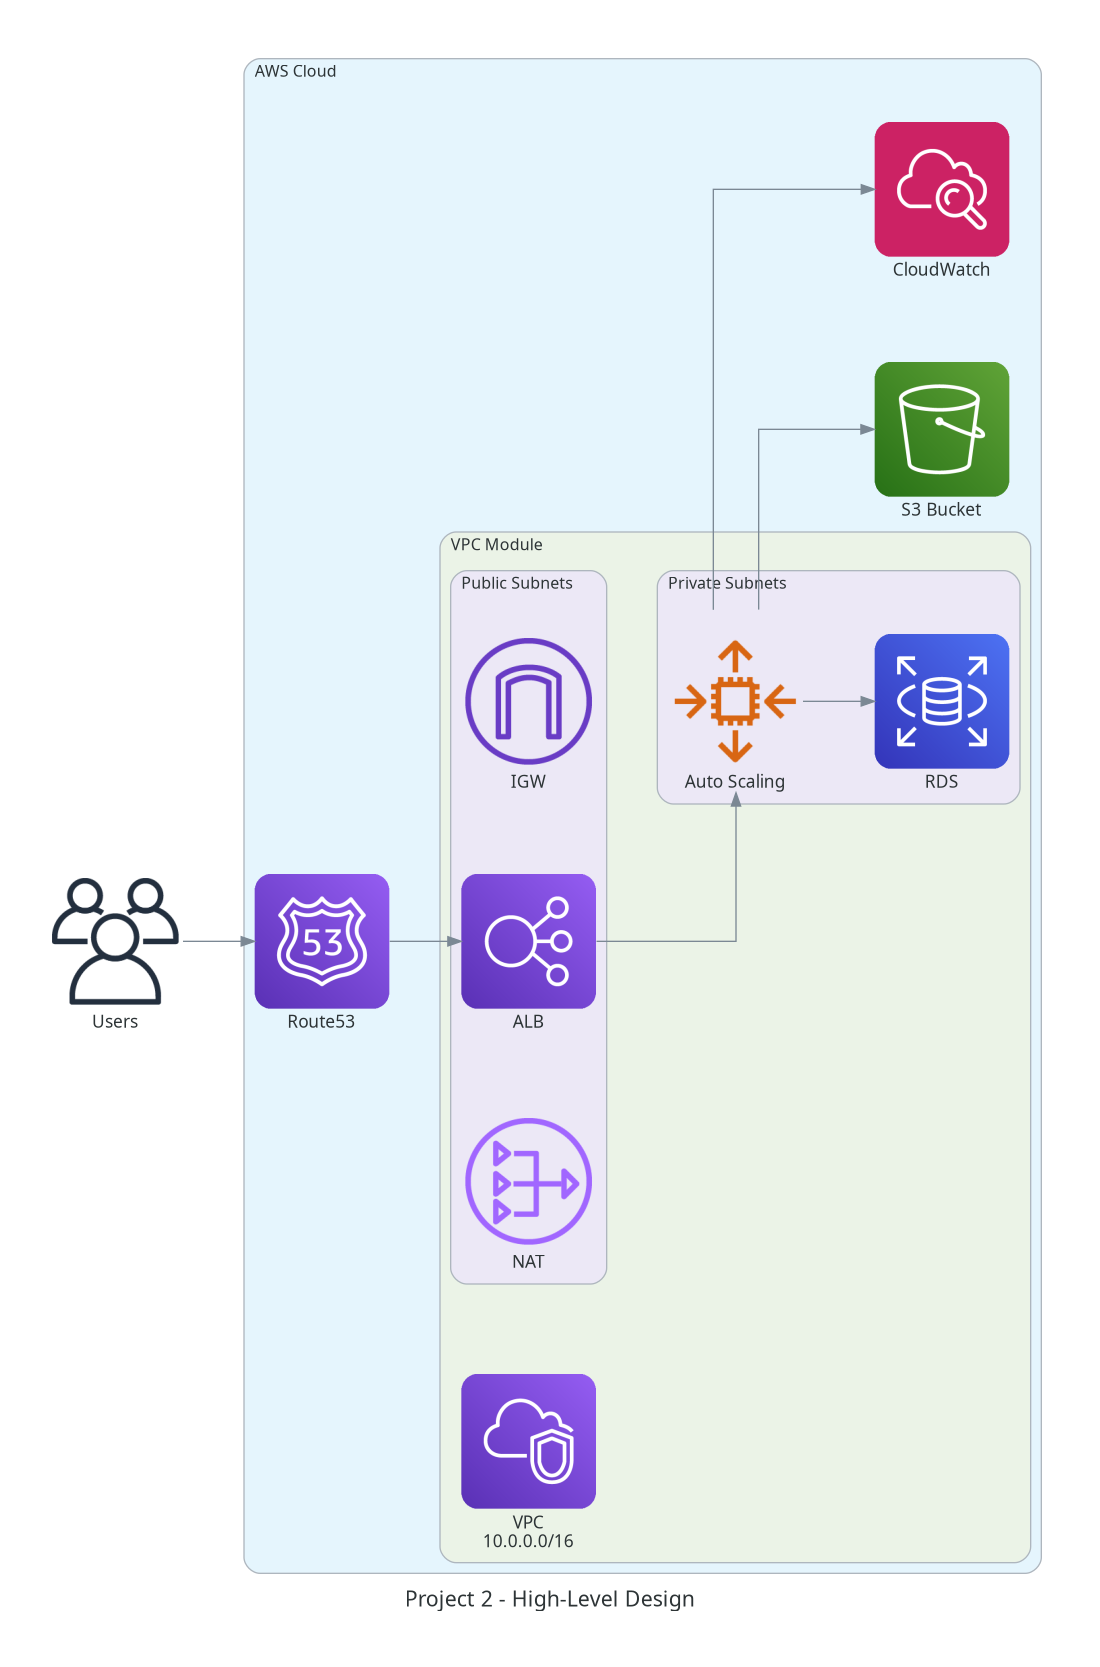 AWS Cloud
CloudWatch
S3 Bucket
VPC Module
Public Subnets
Private Subnets
IGW
Auto Scaling
RDS
53
Users
Route53
ALB
NAT
VPC
10.0.0.0/16
Project 2 - High-Level Design